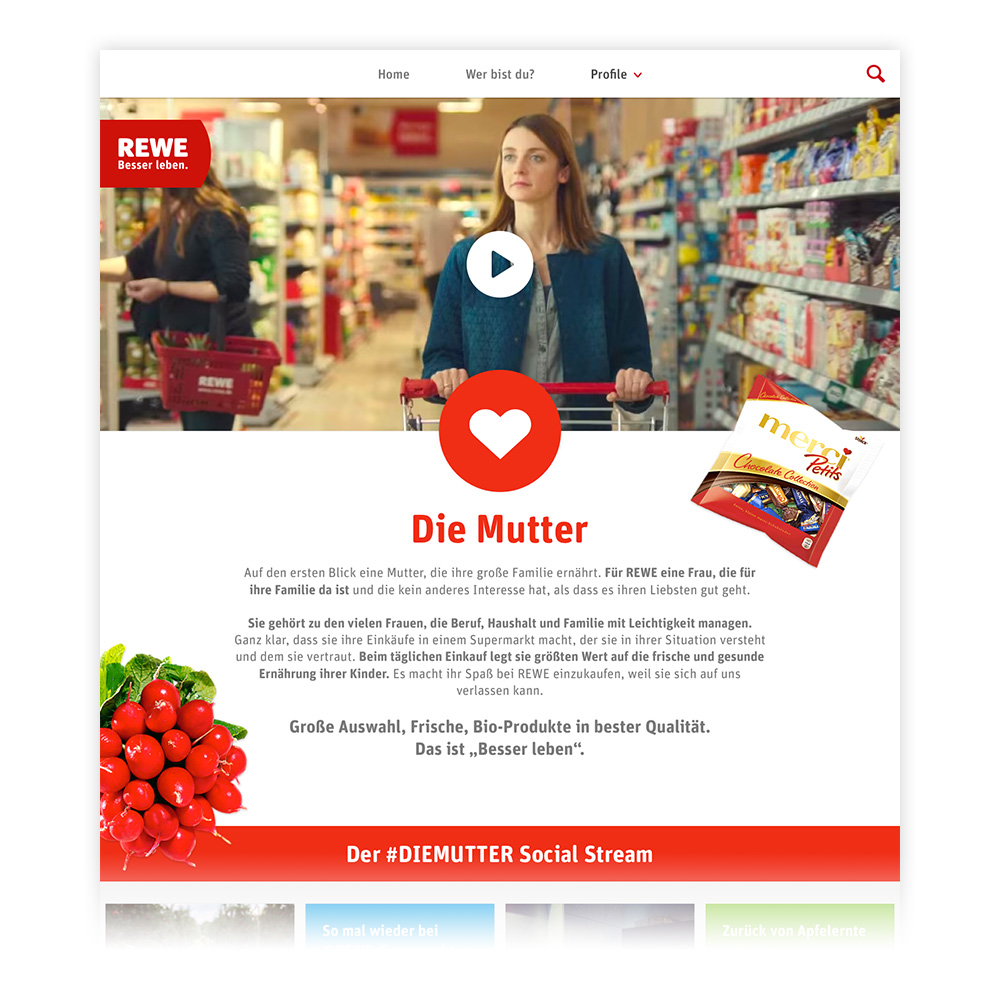 Home
Wer bist du?
Profile
REWE
Besser leben.
REWE
merci
Petits
Chocolate Collection
Die Mutter
Auf den ersten Blick eine Mutter, die ihre große Familie ernährt. Für REWE eine Frau, die für
ihre Familie da ist und die kein anderes Interesse hat, als dass es ihren Liebsten gut geht.
Sie gehört zu den vielen Frauen, die Beruf, Haushalt und Familie mit Leichtigkeit managen.
Ganz klar, dass sie ihre Einkäufe in einem Supermarkt macht, der sie in ihrer Situation versteht
und dem sie vertraut. Beim täglichen Einkauf legt sie größten Wert auf die frische und gesunde
Ernährung ihrer Kinder. Es macht ihr Spaß bei REWE einzukaufen, weil sie sich auf uns
verlassen kann.
Große Auswahl, Frische, Bio-Produkte in bester Qualität.
Das ist „Besser leben“.
Der #DIEMUTTER Social Stream
So mal wieder bei
Zurück von Apfelernte